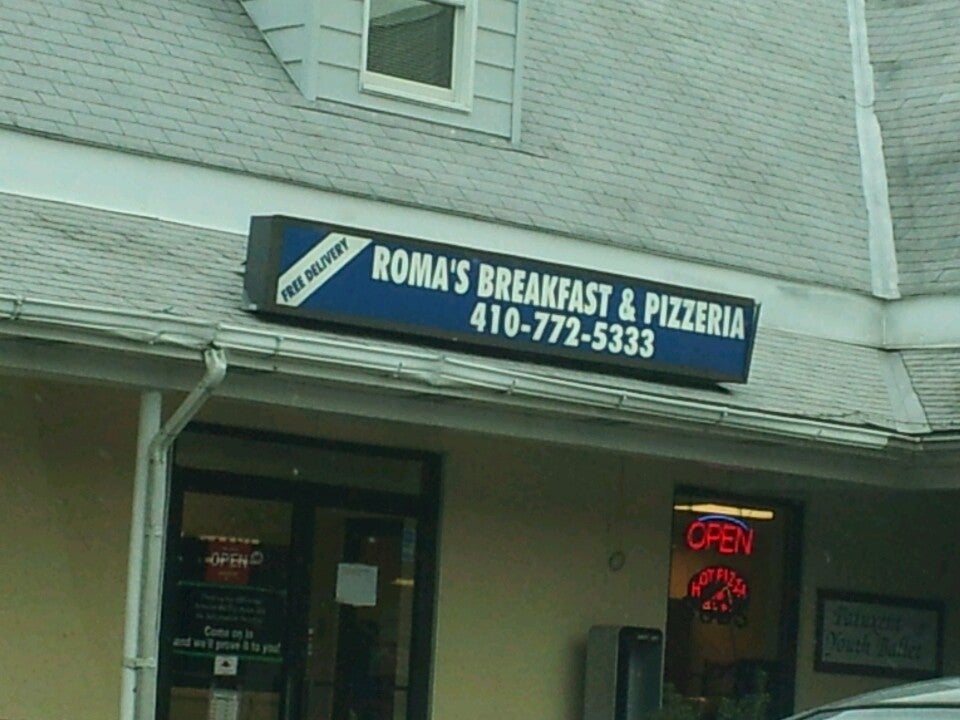 FREE DELIVERY
ROMA'S BREAKFAST & PIZZERIA
410-772-5333
OPEN
HOT PIZZA
SUBS
OPEN
Come on in
and we'll prove it to you!
Patuxent
Youth Ballet